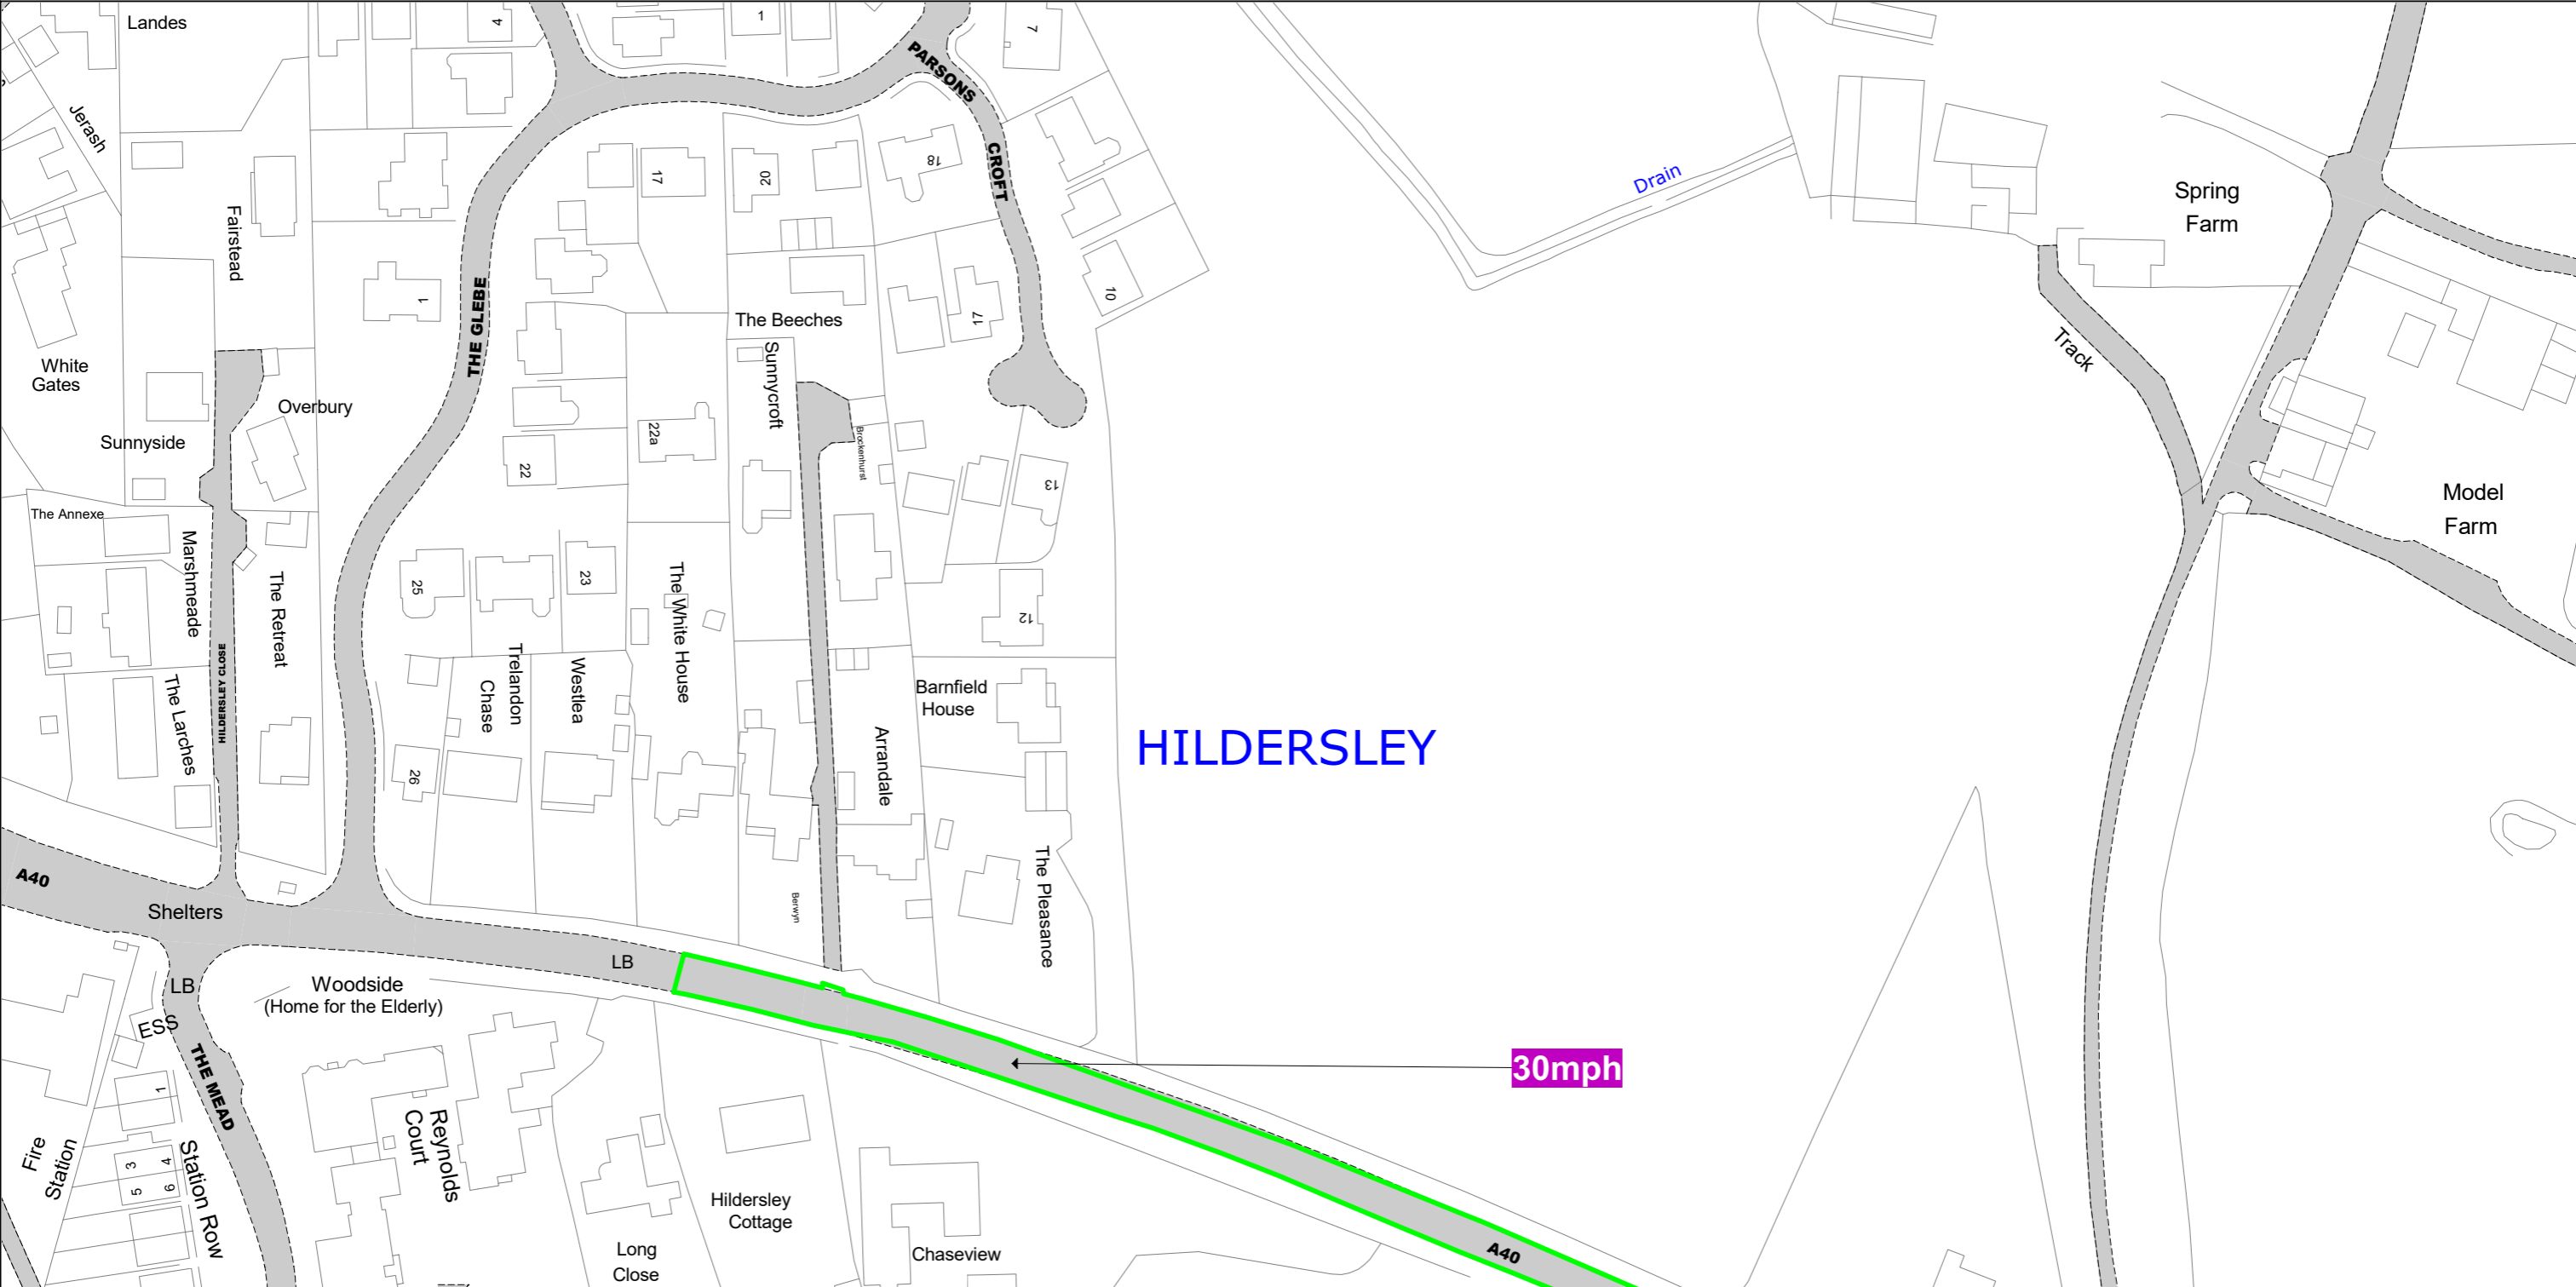 Landes
4
1
7
PARSONS
CROFT
Jerash
Fairstead
17
20
18
Drain
Spring
Farm
1
THE GLEBE
The Beeches
17
10
Track
White
Gates
Overbury
Sunnyside
Sunnycroft
22a
22
Brockenhurst
13
Model
Farm
The Annexe
Marshmeade
The Retreat
25
23
The White House
12
HILDERSLEY CLOSE
The Larches
Trelandon
Chase
Westlea
Barnfield
House
Arrandale
HILDERSLEY
26
The Pleasance
A40
Shelters
Berwyn
LB
LB
Woodside
(Home for the Elderly)
ESS
THE MEAD
30mph
1
Reynolds
Court
Fire
Station
3
4
5
6
Station Row
Hildersley
Cottage
Long
Close
Chaseview
A40